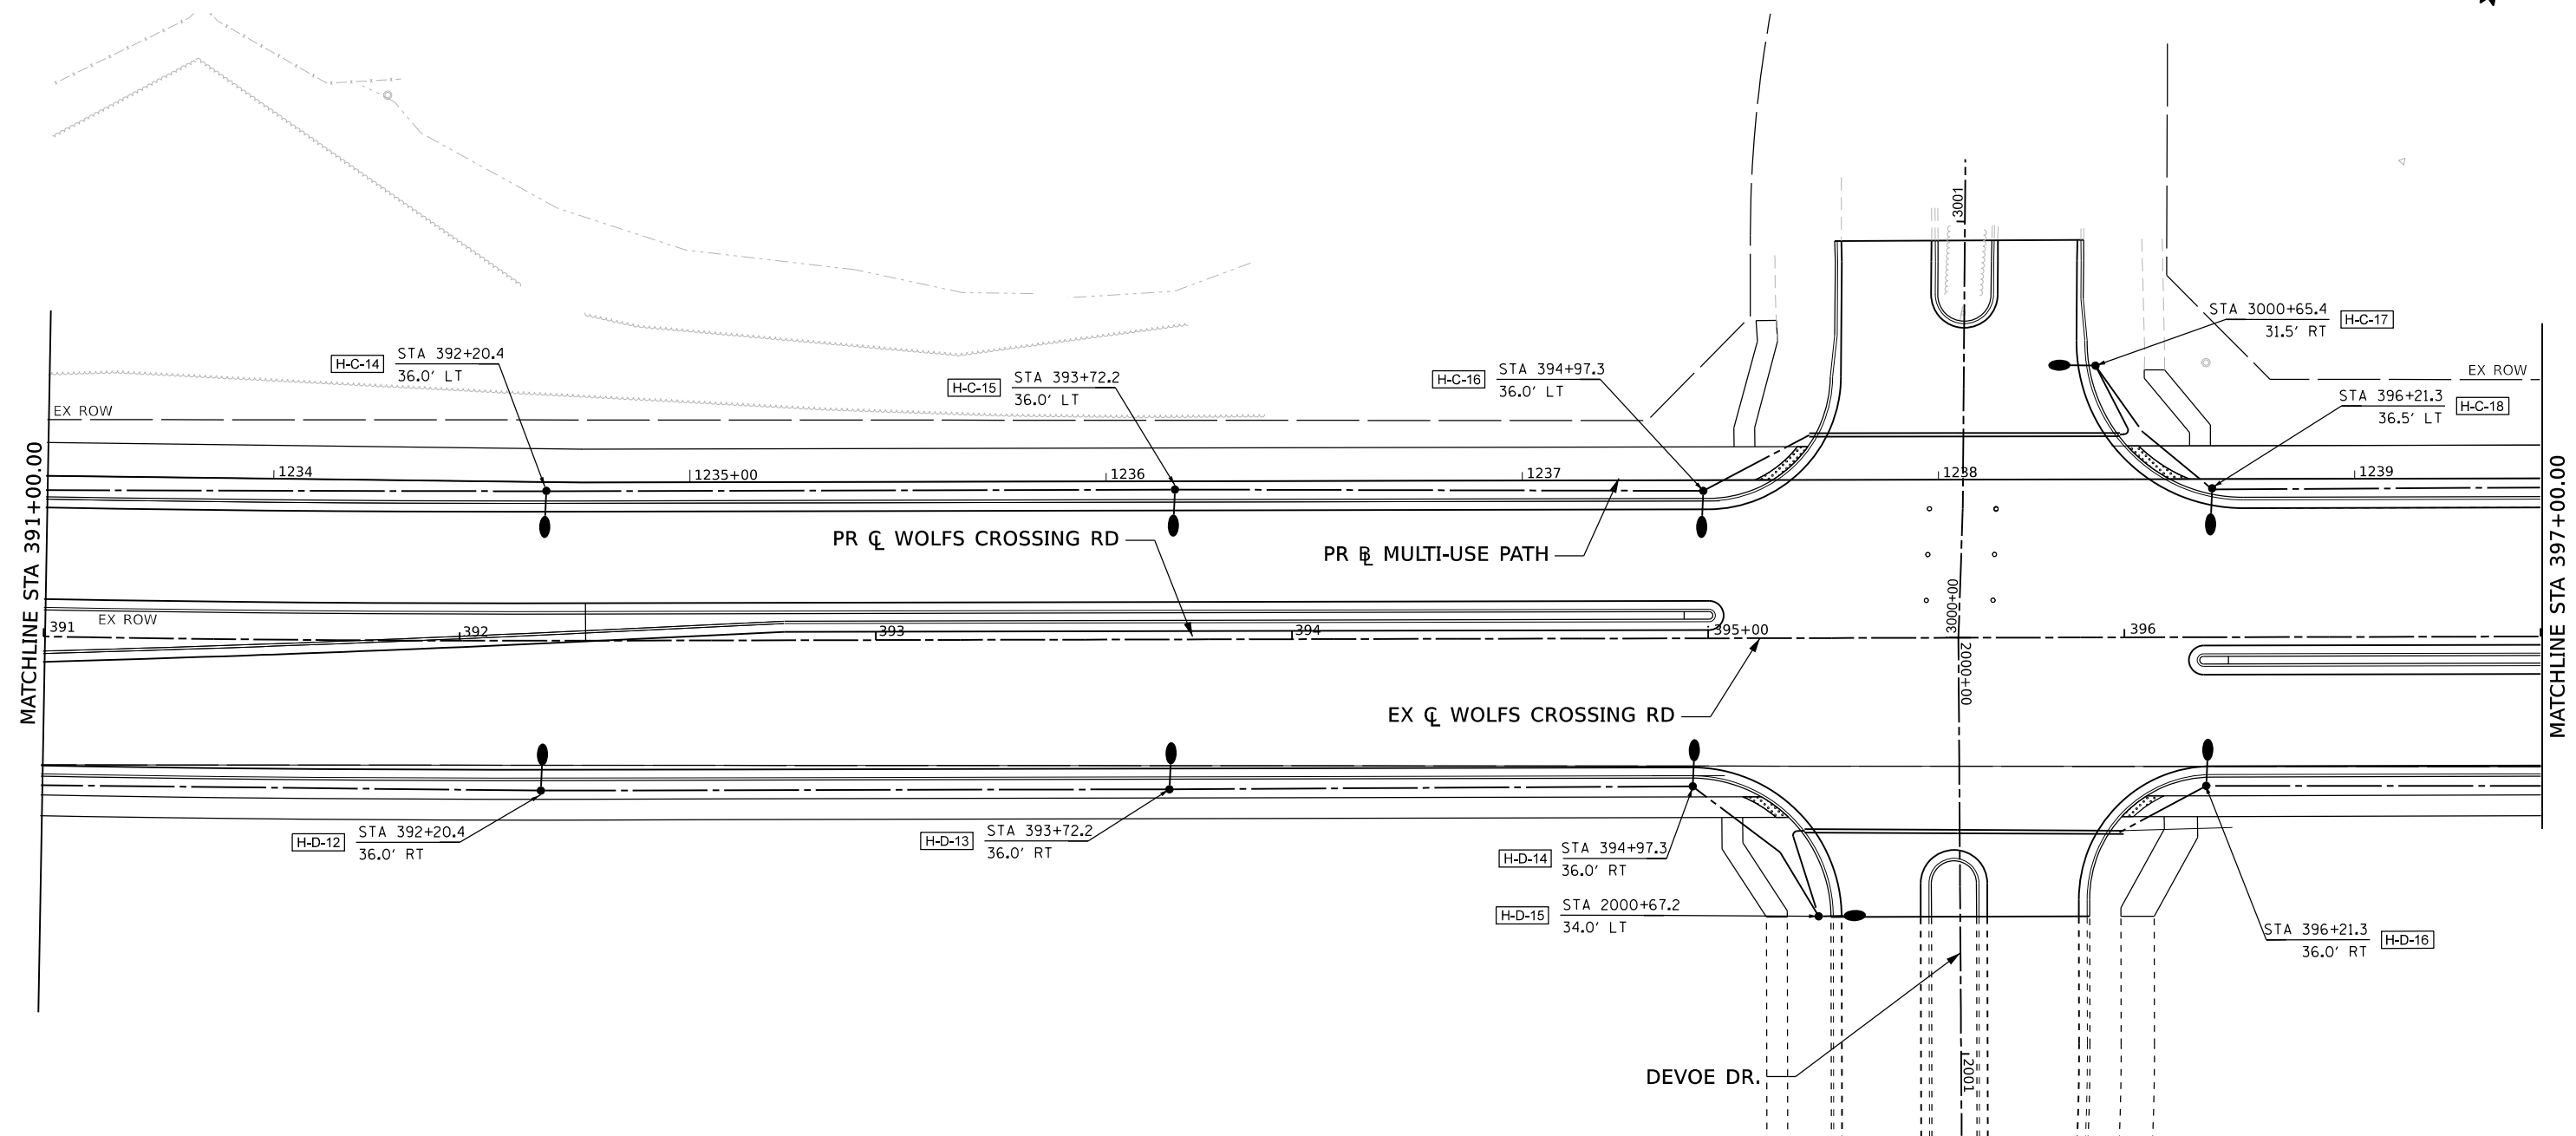 3001
STA 3000+65.4
H-C-17
31.5' RT
STA 392+20.4
H-C-14
36.0' LT
STA 393+72.2
H-C-15
36.0' LT
STA 394+97.3
H-C-16
36.0' LT
EX ROW
STA 396+21.3
H-C-18
36.5' LT
EX ROW
1234
1235+00
1236
1237
1238
1239
PR ℄ WOLFS CROSSING RD
PR BL MULTI-USE PATH
MATCHLINE STA 391+00.00
MATCHLINE STA 397+00.00
3000+00
EX ROW
391
392
393
394
395+00
396
2000+00
EX ℄ WOLFS CROSSING RD
STA 392+20.4
H-D-12
36.0' RT
STA 393+72.2
H-D-13
36.0' RT
STA 394+97.3
H-D-14
36.0' RT
STA 2000+67.2
H-D-15
34.0' LT
STA 396+21.3
H-D-16
36.0' RT
2001
DEVOE DR.